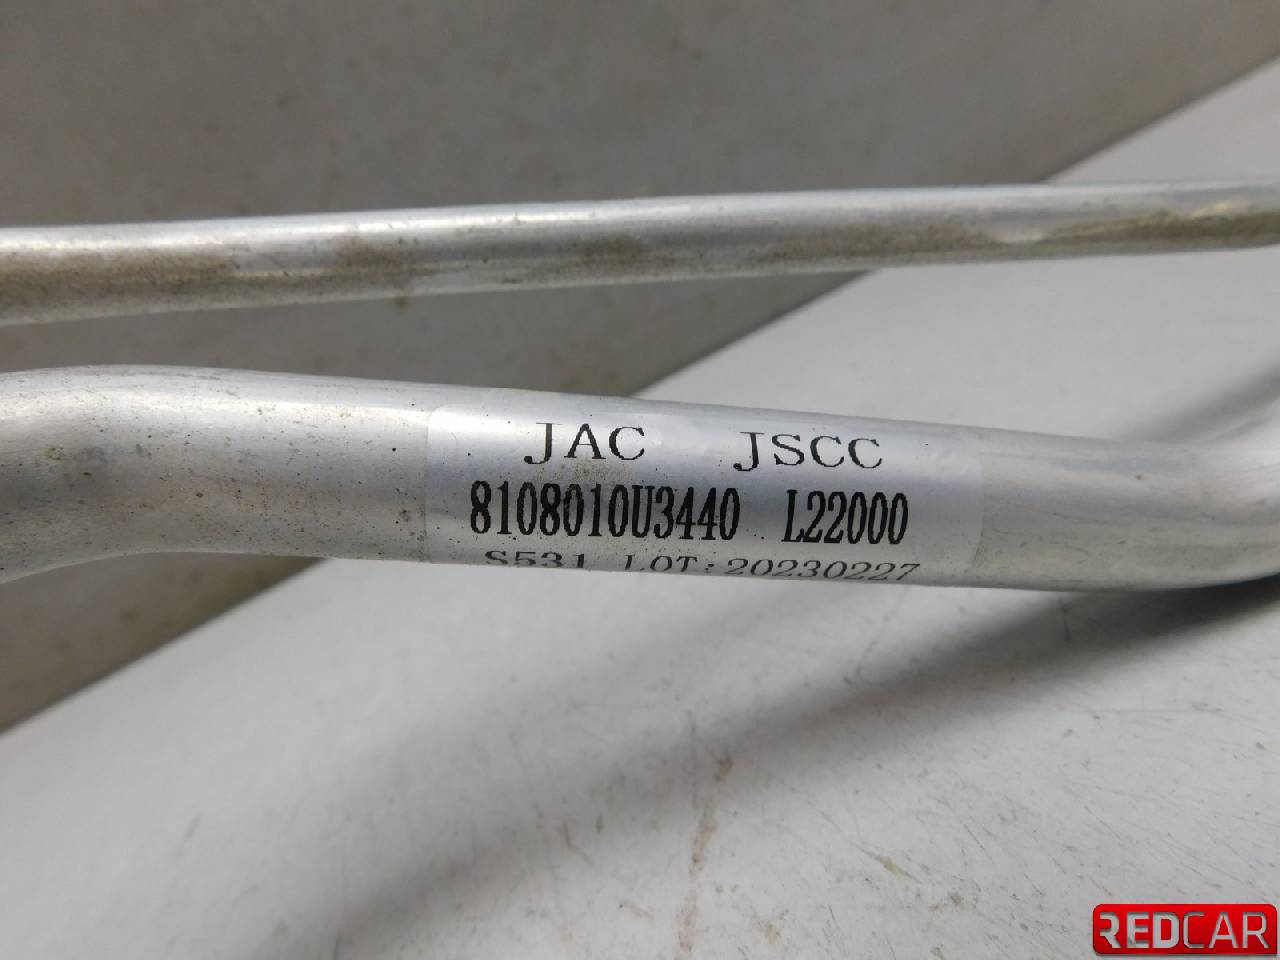 JAC JSCC
8108010U3440 L22000
S531 LOT: 20230227
REDCAR